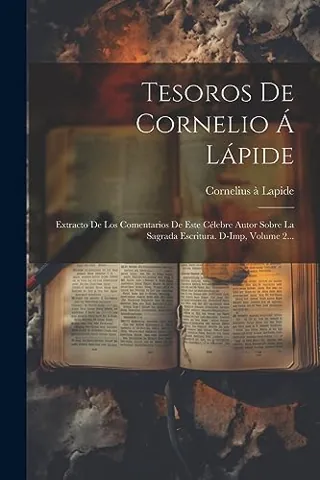 Tesoros De
Cornelio Á
Lápide
Cornelius à Lapide
Extracto De Los Comentarios De Este Célebre Autor Sobre La
Sagrada Escritura. D-Imp, Volume 2...